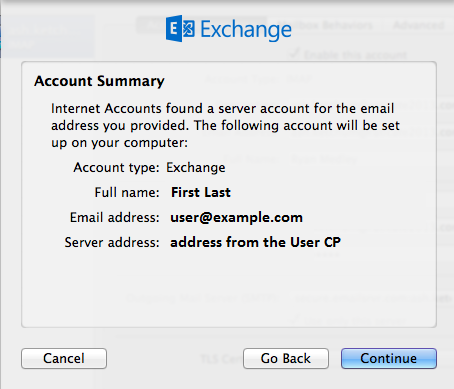 Exchange
Account Summary
Internet Accounts found a server account for the email
address you provided. The following account will be set
up on your computer:
Account type: Exchange
Full name: First Last
Email address: user@example.com
Server address: address from the User CP
Cancel
Go Back
Continue